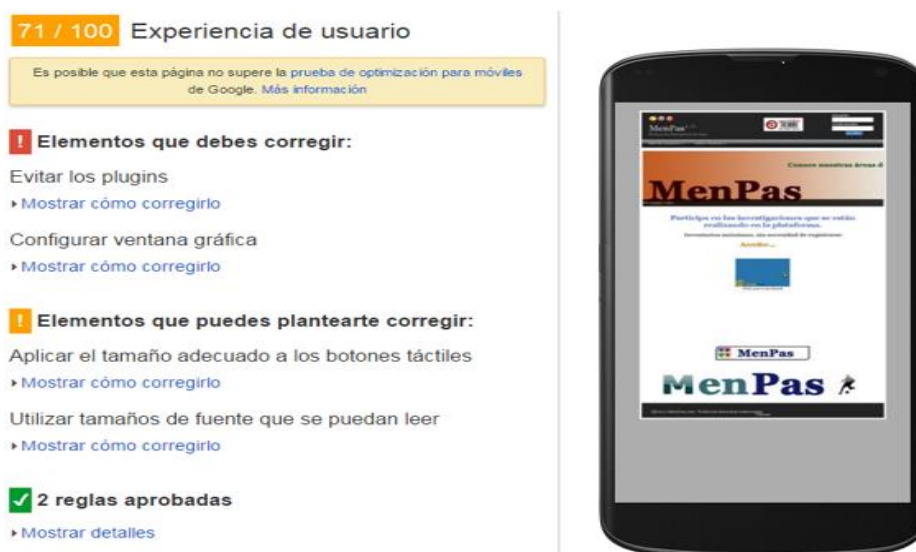 71 / 100 Experiencia de usuario
Es posible que esta página no supere la prueba de optimización para móviles
de Google. Más información
! Elementos que debes corregir:
Evitar los plugins
Mostrar cómo corregirlo
Configurar ventana gráfica
Mostrar cómo corregirlo
! Elementos que puedes plantearte corregir:
Aplicar el tamaño adecuado a los botones táctiles
Mostrar cómo corregirlo
Utilizar tamaños de fuente que se puedan leer
Mostrar cómo corregirlo
2 reglas aprobadas
Mostrar detalles
MenPas
Conoce nuestras áreas d
MenPas
Participa en las investigaciones que se están
realizando en la plataforma.
Acceder...
MenPas
MenPas